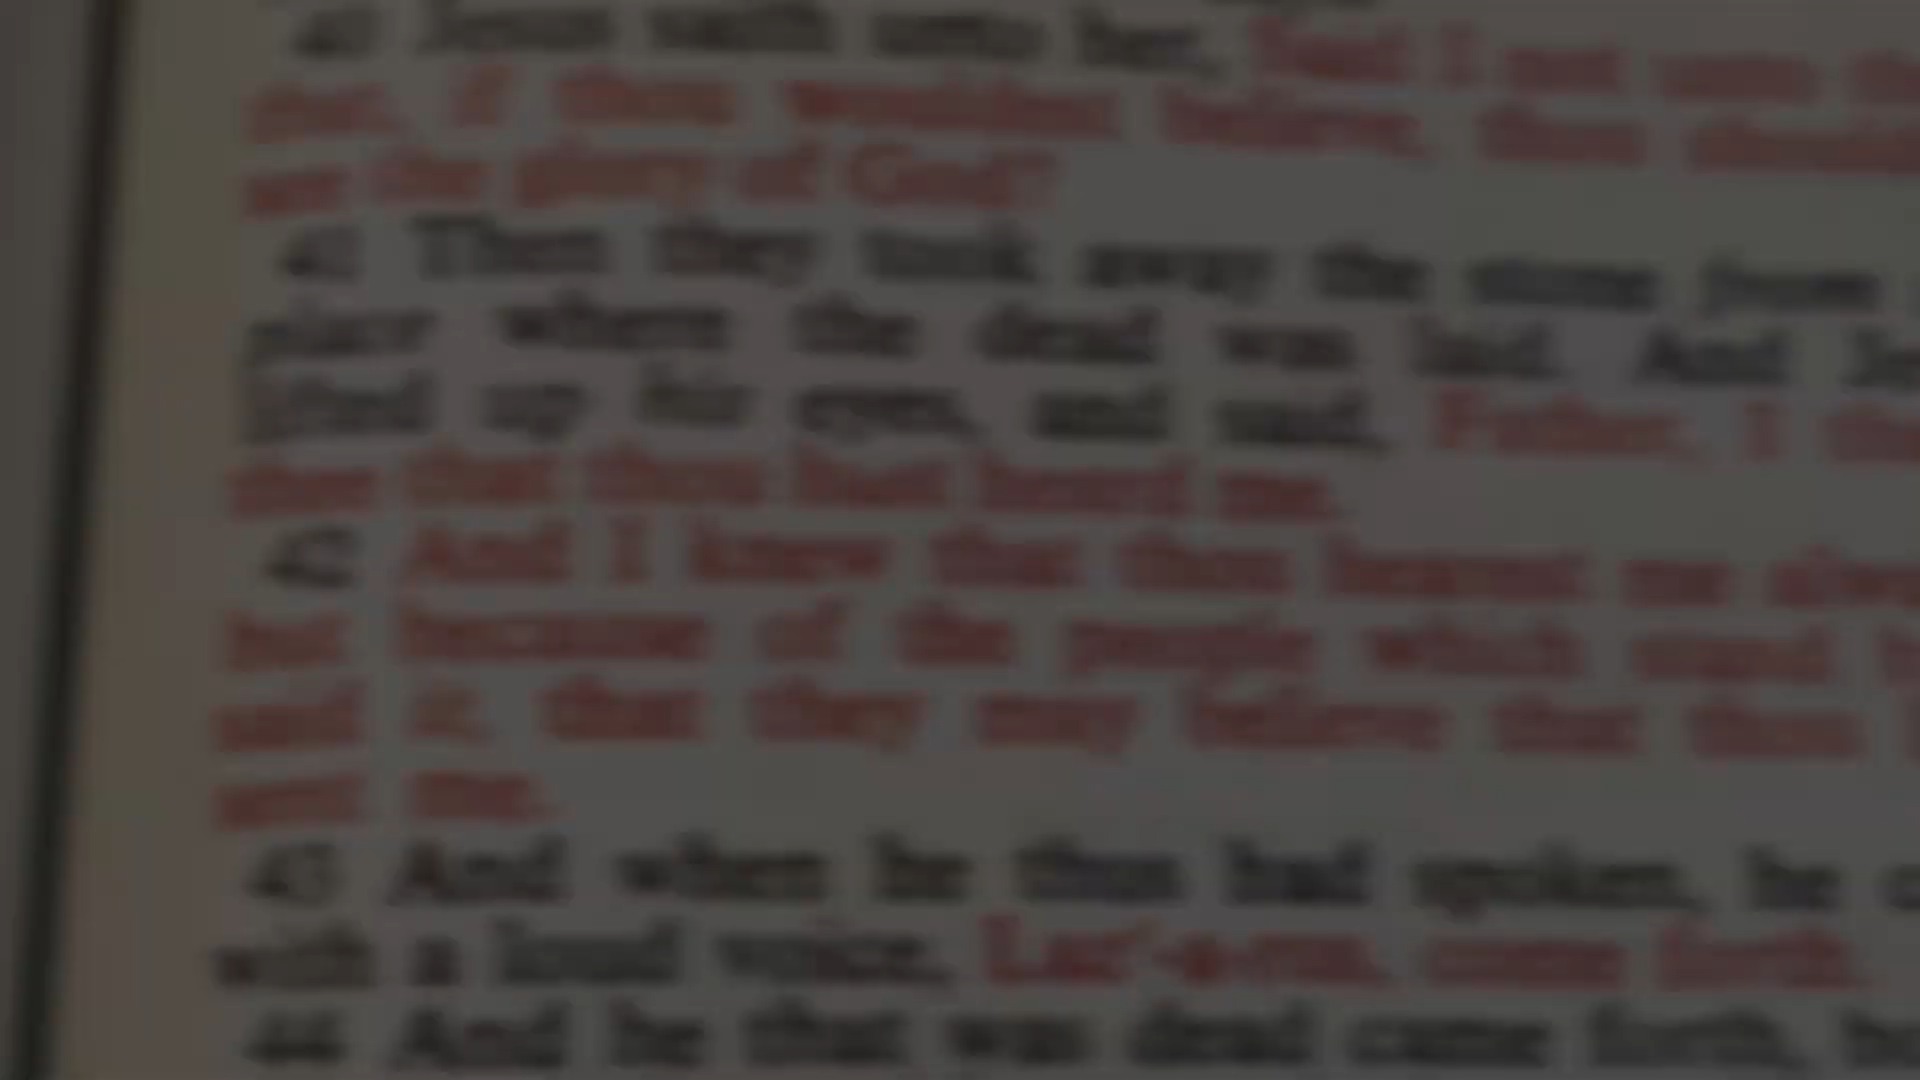 40 Jesus saith unto her, Said I not unto
that, if thou wouldest believe, thou
see the glory of God?
41 Then they took away the stone from
place where the dead was laid. And
lifted up his eyes, and said, Father, I
thee that thou hast heard me.
42 And I knew that thou hearest me
but because of the people which stand
said it, that they may believe that thou
sent me.
43 And when he thus had spoken, he
with a loud voice, Laz´-a-rus, come forth.
44 And he that was dead came forth,